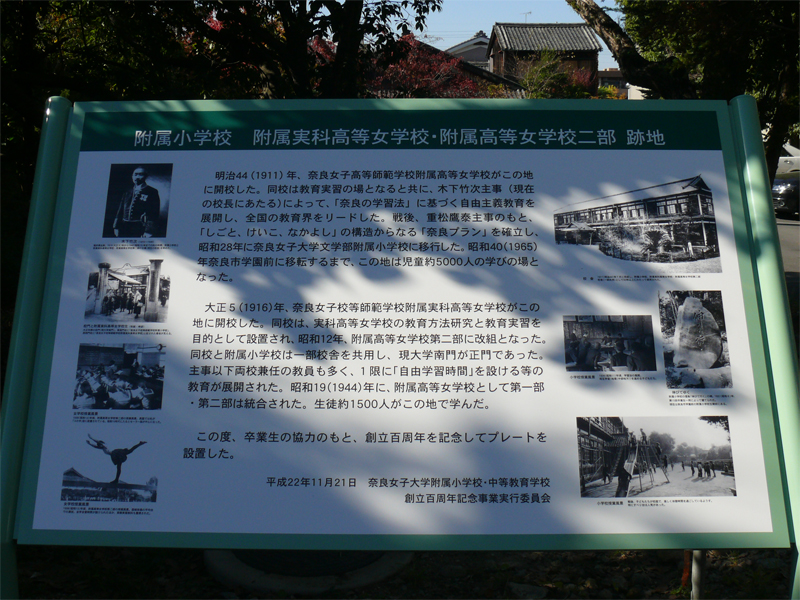 附属小学校　附属実科高等女学校・附属高等女学校二部 跡地
明治44（1911）年、奈良女子高等師範学校附属高等女学校がこの地
に開校した。同校は教育実習の場となると共に、木下竹次主事（現在
の校長にあたる）によって、「奈良の学習法」に基づく自由主義教育を
展開し、全国の教育界をリードした。戦後、重松鷹泰主事のもと、
「しごと、けいこ、なかよし」の構造からなる「奈良プラン」を確立し、
昭和28年に奈良女子大学文学部附属小学校に移行した。昭和40(1965)
年奈良市学園前に移転するまで、この地は児童約5000人の学びの場と
なった。
大正５(1916)年、奈良女子校等師範学校附属実科高等女学校がこの
地に開校した。同校は、実科高等女学校の教育方法研究と教育実習を
目的として設置され、昭和12年、附属高等女学校第二部に改組となった。
同校と附属小学校は一部校舎を共用し、現大学南門が正門であった。
主事以下両校兼任の教員も多く、１限に「自由学習時間」を設ける等の
教育が展開された。昭和19(1944)年に、附属高等女学校として第一部
・第二部は統合された。生徒約1500人がこの地で学んだ。
この度、卒業生の協力のもと、創立百周年を記念してプレートを
設置した。
平成22年11月21日　奈良女子大学附属小学校・中等教育学校
創立百周年記念事業実行委員会